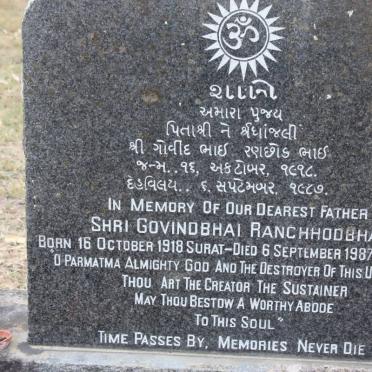 ૐ
શાંતી
અમારા પુજ્ય
પિતાશ્રી ને શ્રધાંજલી
શ્રી ગોવીંદ ભાઈ રણછોડ ભાઈ
જન્મ.. ૧૬, ઓકટોબર, ૧૯૧૮.
દેહવિલય.. ૬. સપટેમબર, ૧૯૮૭.
IN MEMORY OF OUR DEAREST FATHER
SHRI GOVINDBHAI RANCHHODBHA
BORN 16 OCTOBER 1918 SURAT-DIED 6 SEPTEMBER 1987
"O PARMATMA ALMIGHTY GOD AND THE DESTROYER OF THIS U
THOU ART THE CREATOR THE SUSTAINER
MAY THOU BESTOW A WORTHY ABODE
TO THIS SOUL"
TIME PASSES BY, MEMORIES NEVER DIE